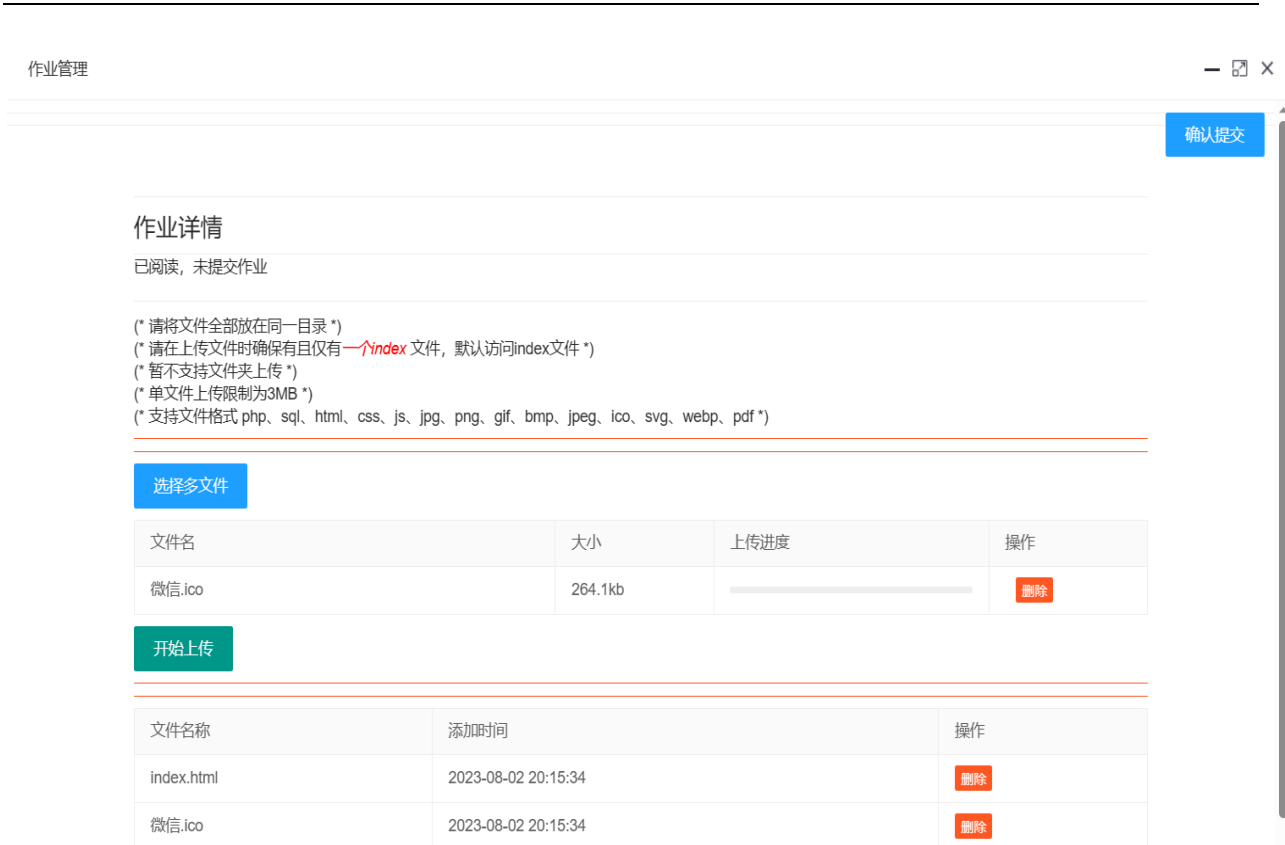 作业管理
确认提交
作业详情
已阅读，未提交作业
(* 请将文件全部放在同一目录 *)
(* 请在上传文件时确保有且仅有一个index 文件，默认访问index文件 *)
(* 暂不支持文件夹上传 *)
(* 单文件上传限制为3MB *)
(* 支持文件格式 php、sql、html、css、js、jpg、png、gif、bmp、jpeg、ico、svg、webp、pdf *)
选择多文件
文件名 大小 上传进度 操作
微信.ico 264.1kb 删除
开始上传
文件名称 添加时间 操作
index.html 2023-08-02 20:15:34 删除
微信.ico 2023-08-02 20:15:34 删除